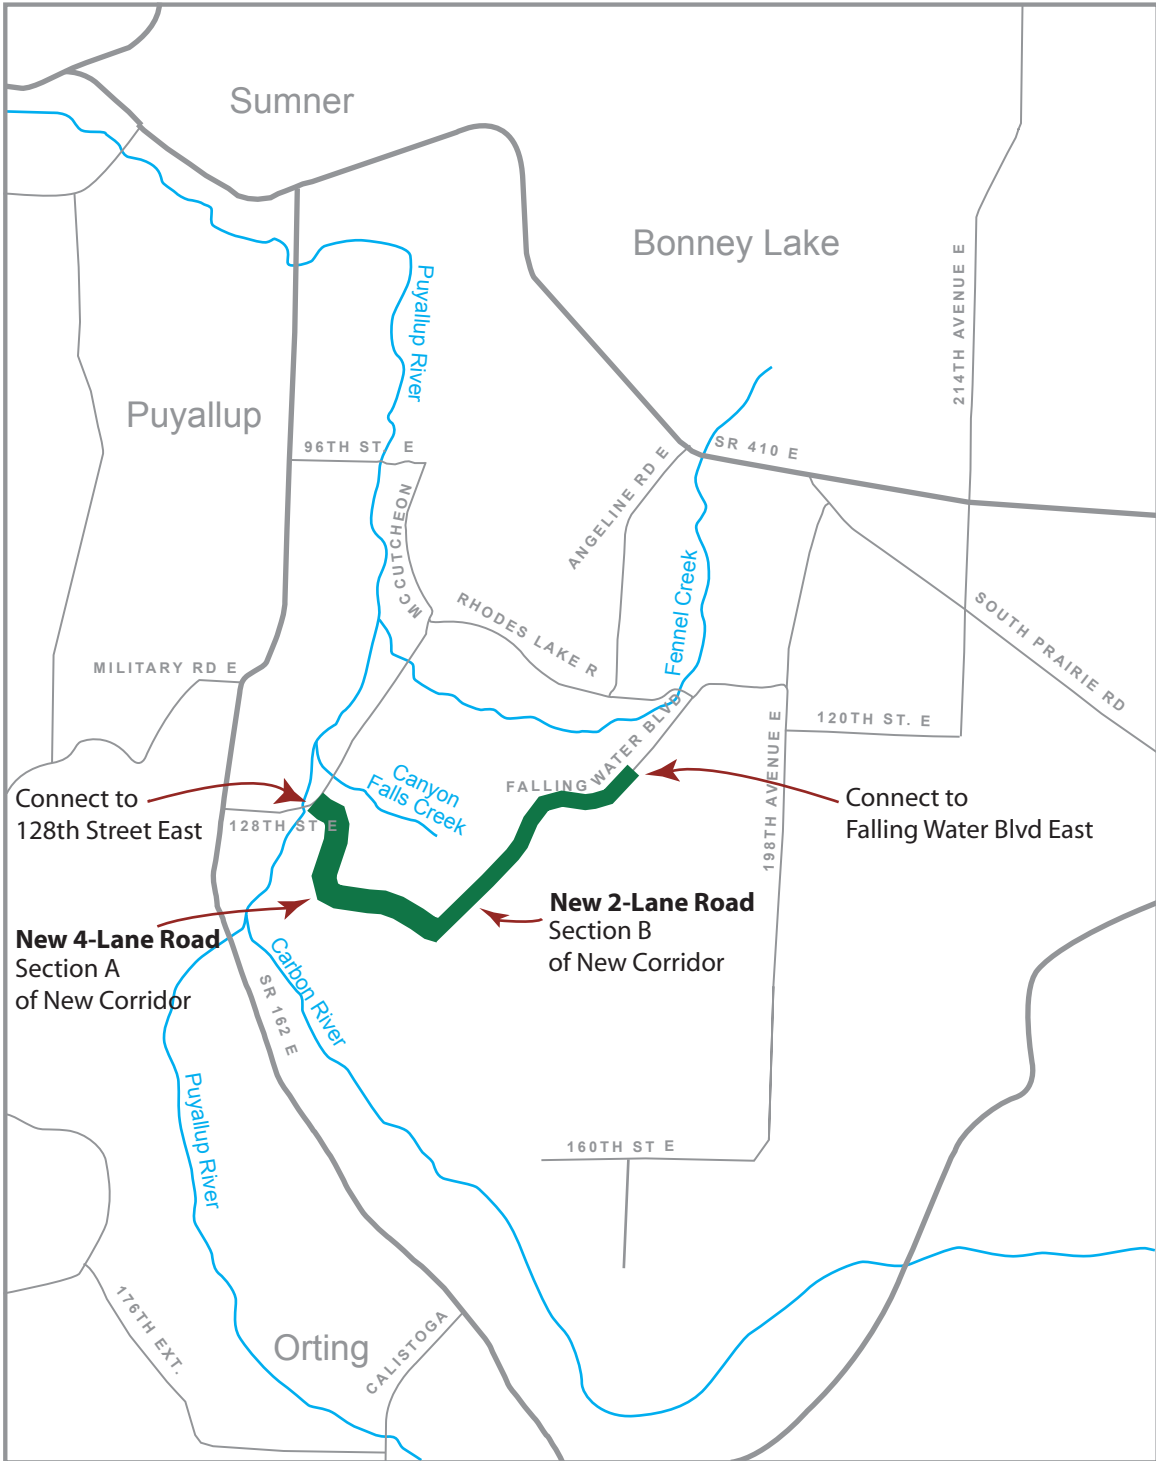 Sumner
Bonney Lake
214TH AVENUE E
Puyallup River
Puyallup
96TH ST. E
SR 410 E
ANGELINE RD E
MCCUTCHEON
Fennel Creek
RHODES LAKE R
SOUTH PRAIRIE RD
MILITARY RD E
120TH ST. E
198TH AVENUE E
FALLING WATER BLVD
Canyon
Falls Creek
Connect to
128th Street East
128TH ST E
Connect to
Falling Water Blvd East
New 2-Lane Road
Section B
of New Corridor
New 4-Lane Road
Section A
of New Corridor
Carbon River
SR 162 E
Puyallup River
160TH ST E
176TH EXT.
Orting
CALISTOGA